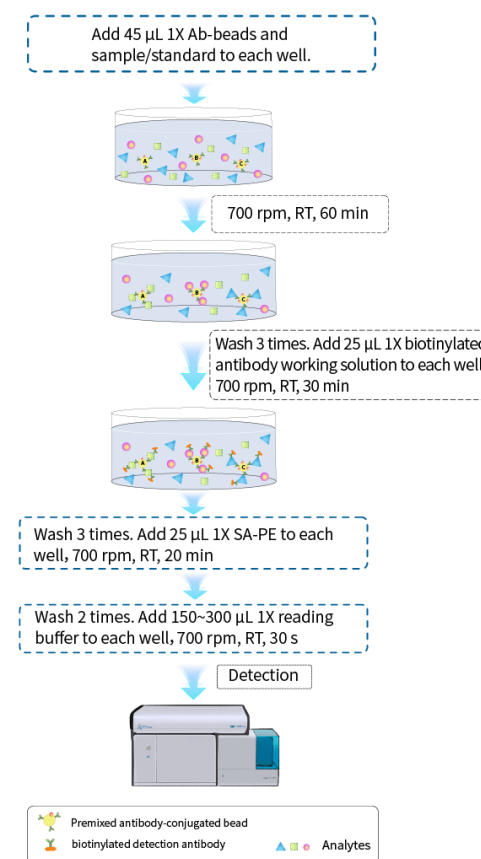 Add 45 μL 1X Ab-beads and
sample/standard to each well.
A
B
C
700 rpm, RT, 60 min
A
B
C
Wash 3 times. Add 25 μL 1X biotinylated
antibody working solution to each well
700 rpm, RT, 30 min
A
B
C
Wash 3 times. Add 25 μL 1X SA-PE to each
well, 700 rpm, RT, 20 min
Wash 2 times. Add 150~300 μL 1X reading
buffer to each well, 700 rpm, RT, 30 s
Detection
Premixed antibody-conjugated bead
biotinylated detection antibody
Analytes